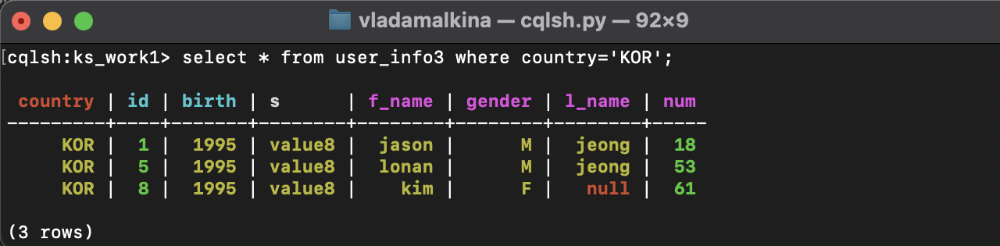 vladamalkina — cqlsh.py — 92×9
[cqlsh:ks_work1> select * from user_info3 where country='KOR';
 country | id | birth | s      | f_name | gender | l_name | num
---------+----+-------+--------+--------+--------+--------+-----
     KOR |  1 |  1995 | value8 |  jason |      M |  jeong |  18
     KOR |  5 |  1995 | value8 |  lonan |      M |  jeong |  53
     KOR |  8 |  1995 | value8 |    kim |      F |   null |  61
(3 rows)